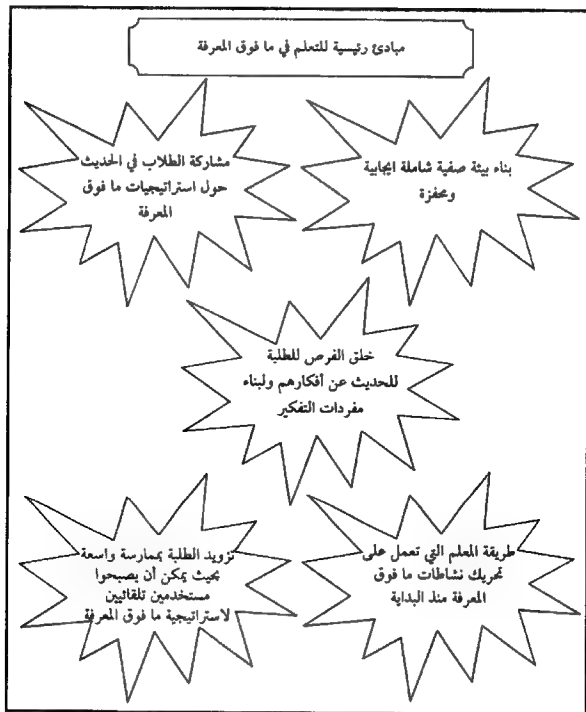 مبادئ رئيسية للتعلم في ما فوق المعرفة
بناء بيئة صفية شاملة ايجابية
ومحفزة
مشاركة الطلاب في الحديث
حول استراتيجيات ما فوق
المعرفة
خلق الفرص للطلبة
للحديث عن أفكارهم ولبناء
مفردات التفكير
طريقة المعلم التي تعمل على
تحريك نشاطات ما فوق
المعرفة منذ البداية
تزويد الطلبة بممارسة واسعة
بحيث يمكن أن يصبحوا
مستخدمين تلقائيين
لاستراتيجية ما فوق المعرفة